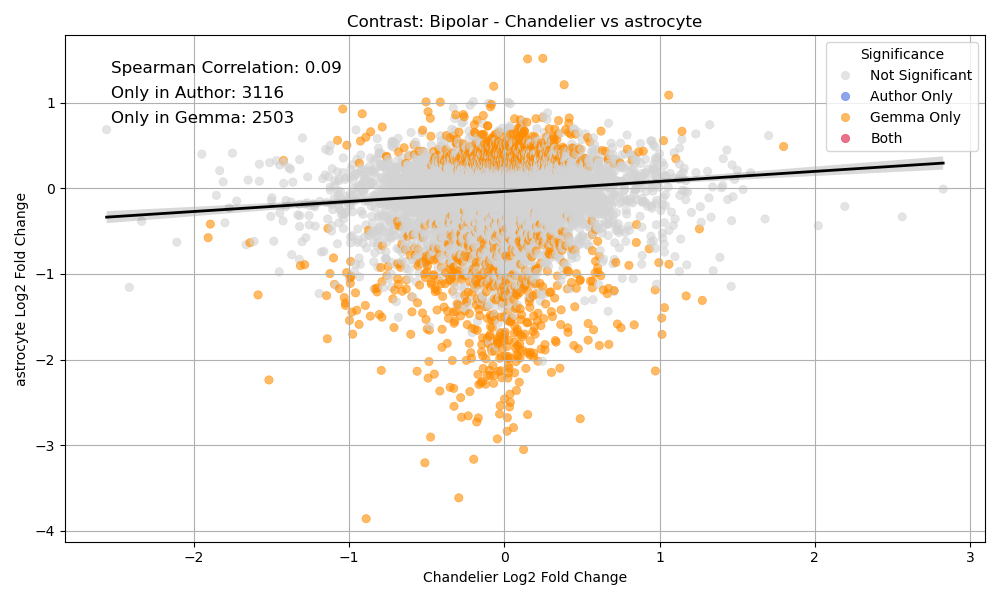 Contrast: Bipolar - Chandelier vs astrocyte
Spearman Correlation: 0.09
Only in Author: 3116
Only in Gemma: 2503
Significance
Not Significant
Author Only
Gemma Only
Both
astrocyte Log2 Fold Change
1
0
−1
−2
−3
−4
−2
−1
0
1
2
3
Chandelier Log2 Fold Change